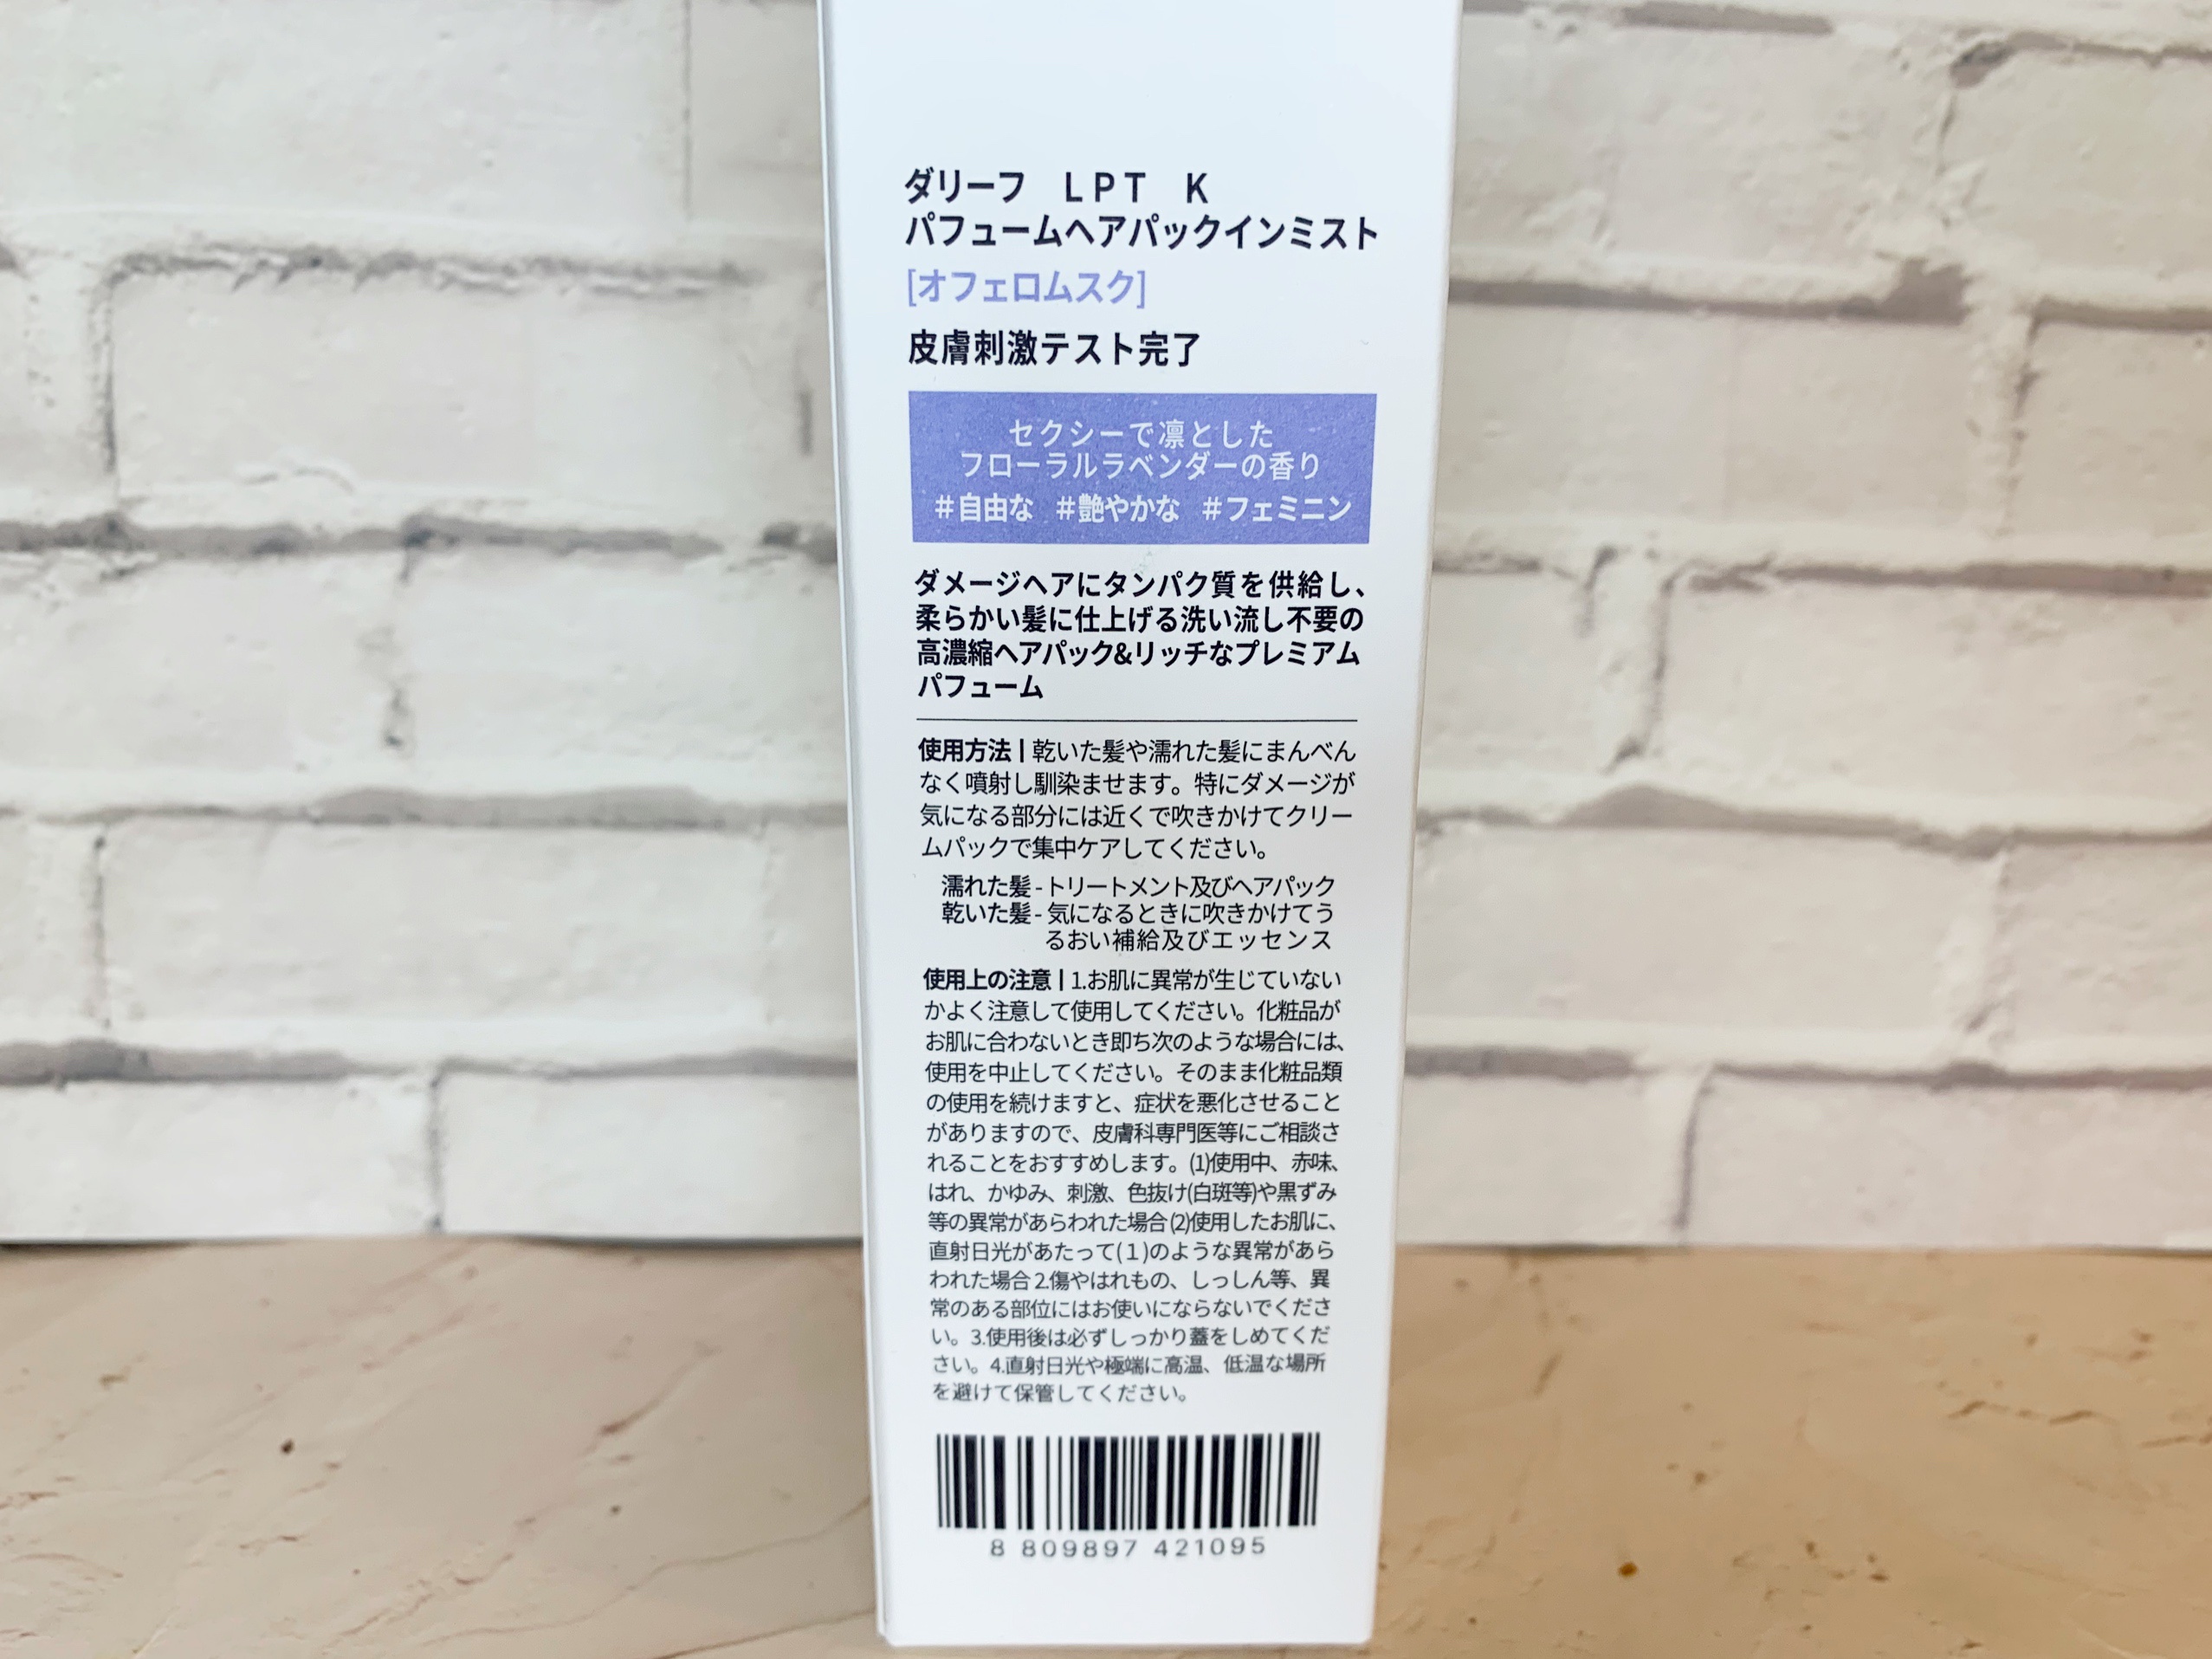 ダリーフ　ＬＰＴ　Ｋ
パフュームヘアパックインミスト
[オフェロムスク]
皮膚刺激テスト完了
セクシーで凛とした
フローラルラベンダーの香り
＃自由な ＃艶やかな ＃フェミニン
ダメージヘアにタンパク質を供給し、
柔らかい髪に仕上げる洗い流し不要の
高濃縮ヘアパック&リッチなプレミアム
パフューム
使用方法 | 乾いた髪や濡れた髪にまんべん
なく噴射し馴染ませます。特にダメージが
気になる部分には近くで吹きかけてクリー
ムパックで集中ケアしてください。
濡れた髪 - トリートメント及びヘアパック
乾いた髪 - 気になるときに吹きかけてう
るおい補給及びエッセンス
使用上の注意 | 1.お肌に異常が生じていない
かよく注意して使用してください。化粧品が
お肌に合わないとき即ち次のような場合には、
使用を中止してください。そのまま化粧品類
の使用を続けますと、症状を悪化させること
がありますので、皮膚科専門医等にご相談さ
れることをおすすめします。(1)使用中、赤味、
はれ、かゆみ、刺激、色抜け(白斑等)や黒ずみ
等の異常があらわれた場合 (2)使用したお肌に、
直射日光があたって(１)のような異常があら
われた場合 2.傷やはれもの、しっしん等、異
常のある部位にはお使いにならないでくださ
い。3.使用後は必ずしっかり蓋をしめてくだ
さい。4.直射日光や極端に高温、低温な場所
を避けて保管してください。
8 809897 421095